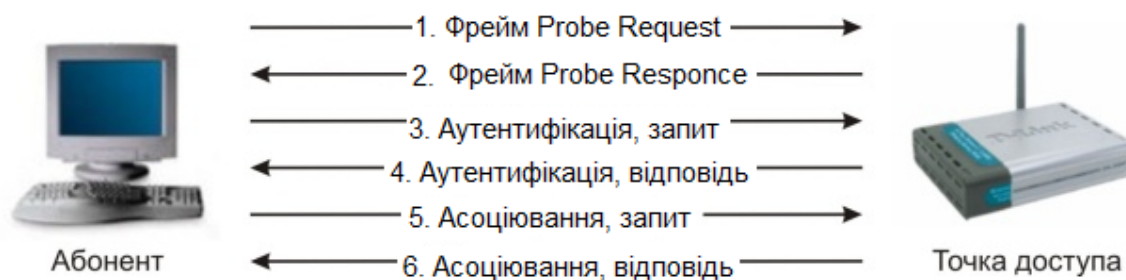 1. Фрейм Probe Request
2. Фрейм Probe Responce
3. Аутентифікація, запит
4. Аутентифікація, відповідь
5. Асоціювання, запит
6. Асоціювання, відповідь
Абонент
Точка доступа
D-Link